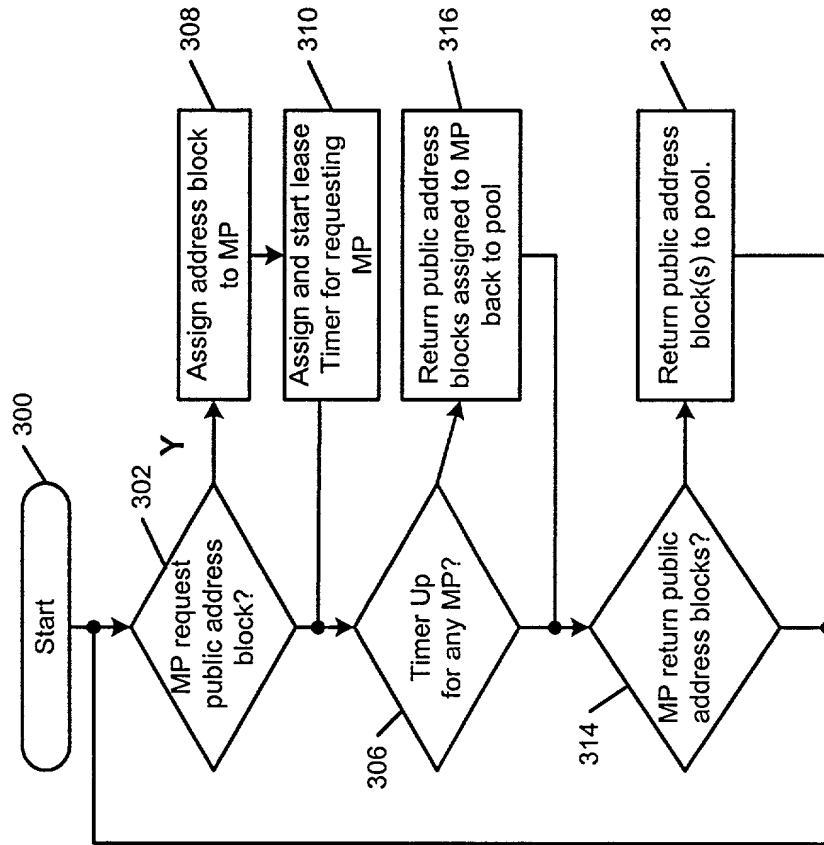 300
Start
302
MP request
public address
block?
Y
308
Assign address block
to MP
310
Assign and start lease
Timer for requesting
MP
306
Timer Up
for any MP?
316
Return public address
blocks assigned to MP
back to pool
314
MP return public
address blocks?
318
Return public address
block(s) to pool.